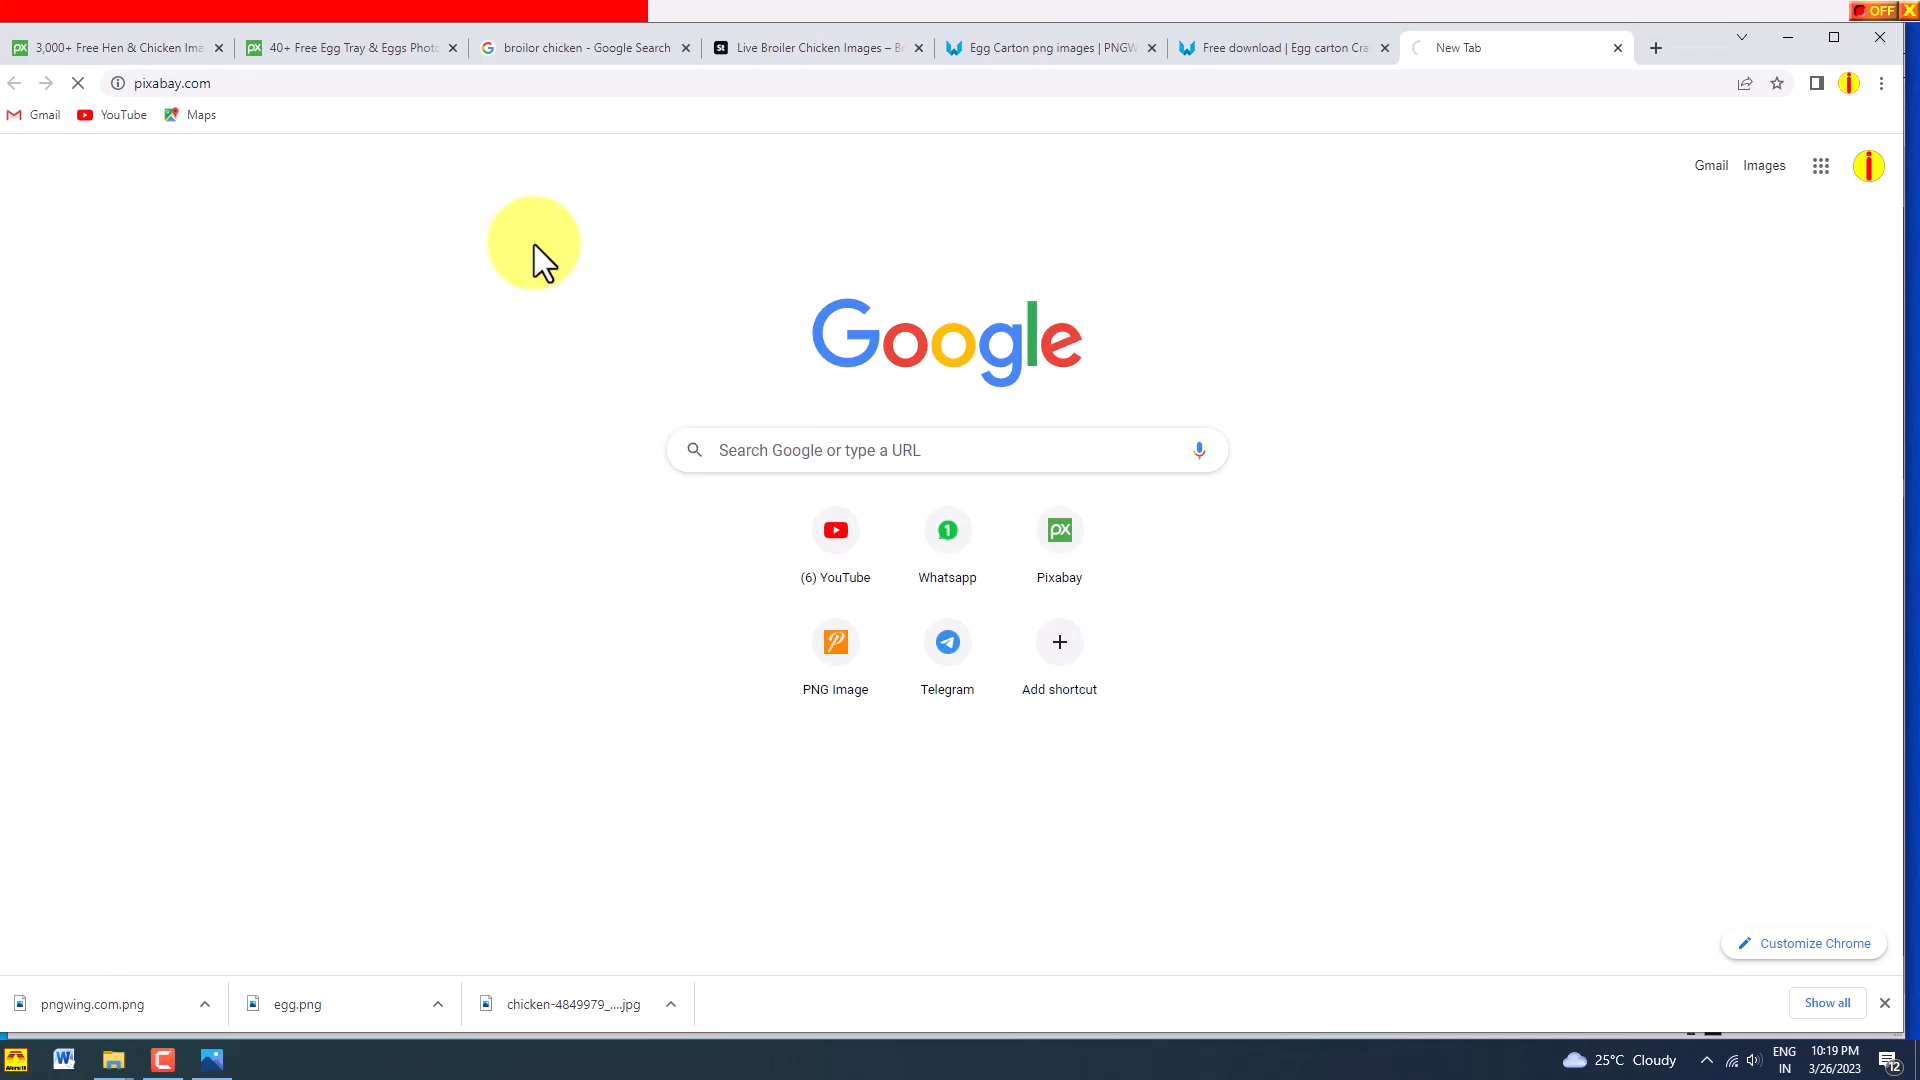 OFF X
3,000+ Free Hen & Chicken Ima
40+ Free Egg Tray & Eggs Photo
broilor chicken - Google Search
Live Broiler Chicken Images – Br
Egg Carton png images | PNGW
Free download | Egg carton Cra
New Tab
pixabay.com
Gmail YouTube Maps
Gmail Images
Google
Search Google or type a URL
(6) YouTube Whatsapp Pixabay
PNG Image Telegram Add shortcut
Customize Chrome
pngwing.com.png egg.png chicken-4849979_....jpg Show all
25°C Cloudy
ENG
IN
10:19 PM
3/26/2023
12